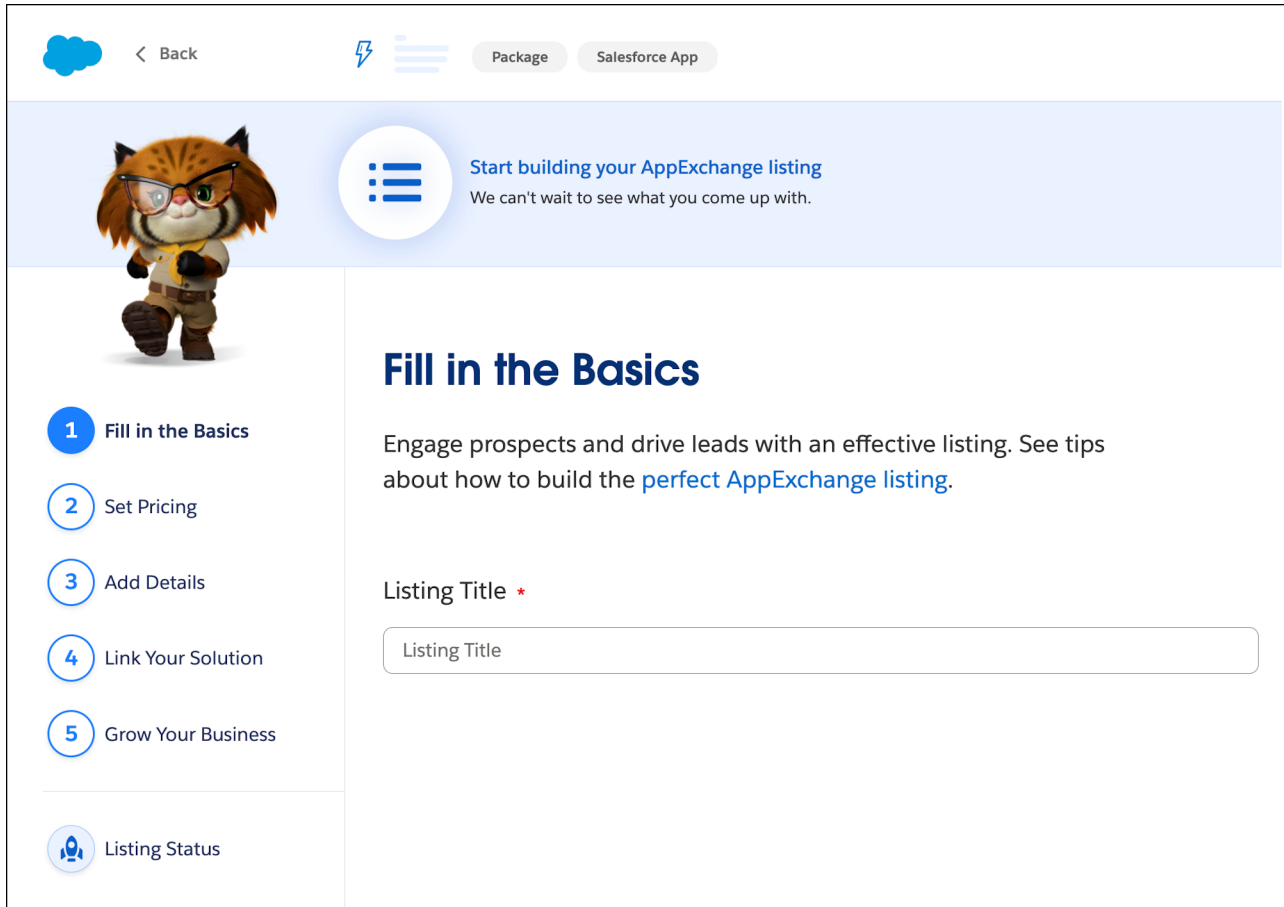 Back
Package
Salesforce App
Start building your AppExchange listing
We can't wait to see what you come up with.
1 Fill in the Basics
2 Set Pricing
3 Add Details
4 Link Your Solution
5 Grow Your Business
Listing Status
Fill in the Basics
Engage prospects and drive leads with an effective listing. See tips
about how to build the perfect AppExchange listing.
Listing Title *
Listing Title